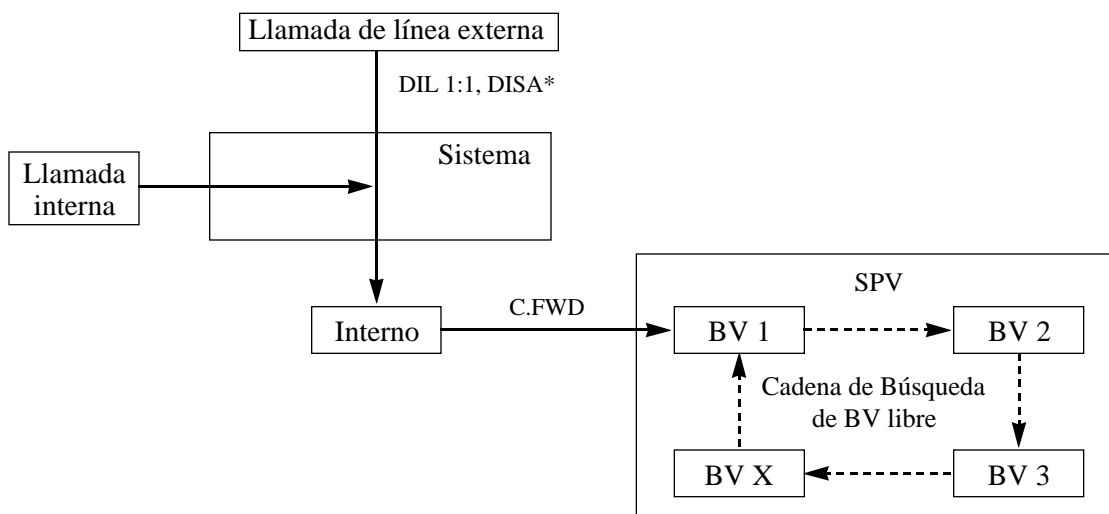 Llamada de línea externa
DIL 1:1, DISA*
Sistema
Llamada
interna
SPV
Interno
C.FWD
BV 1
BV 2
Cadena de Búsqueda
de BV libre
BV X
BV 3